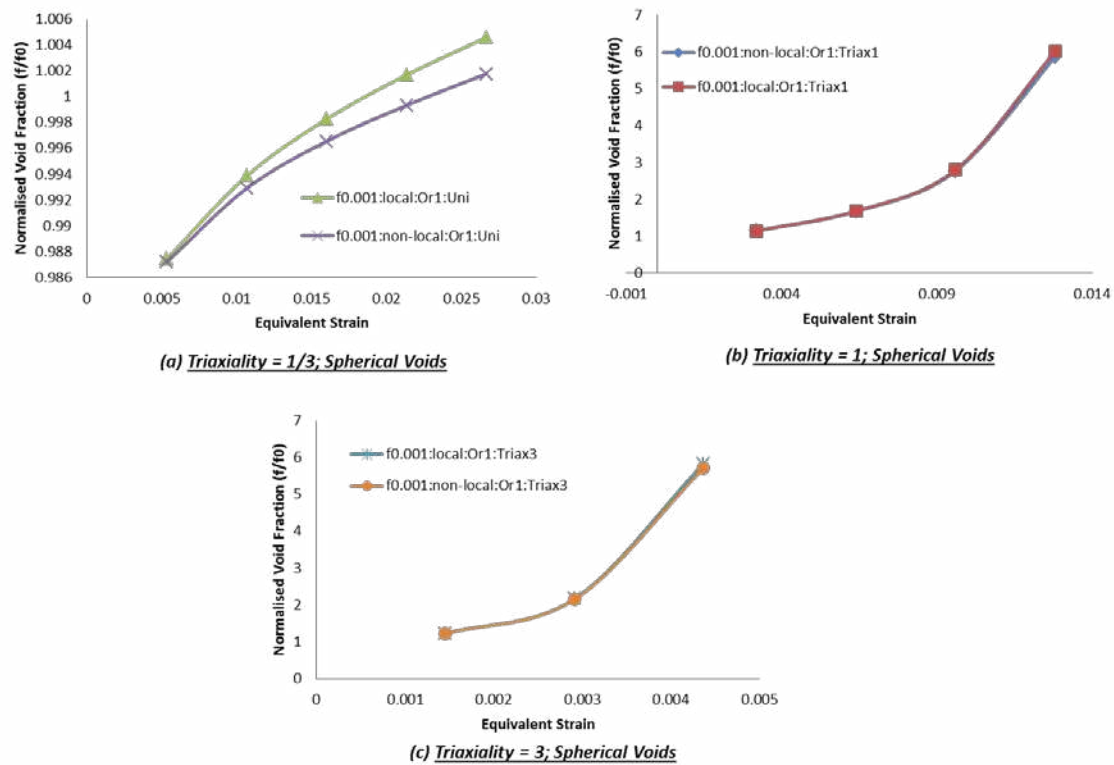 Normalised Void Fraction (f/f0)
1.006
1.004
1.002
1
0.998
0.996
0.994
0.992
0.99
0.988
0.986
0
0.005
0.01
0.015
0.02
0.025
0.03
f0.001:local:Or1:Uni
f0.001:non-local:Or1:Uni
Equivalent Strain
(a) Triaxiality = 1/3; Spherical Voids
Normalised Void Fraction (f/f0)
7
6
5
4
3
2
1
0
-0.001
0.004
0.009
0.014
f0.001:non-local:Or1:Triax1
f0.001:local:Or1:Triax1
Equivalent Strain
(b) Triaxiality = 1; Spherical Voids
Normalised Void Fraction (f/f0)
7
6
5
4
3
2
1
0
0
0.001
0.002
0.003
0.004
0.005
f0.001:local:Or1:Triax3
f0.001:non-local:Or1:Triax3
Equivalent Strain
(c) Triaxiality = 3; Spherical Voids